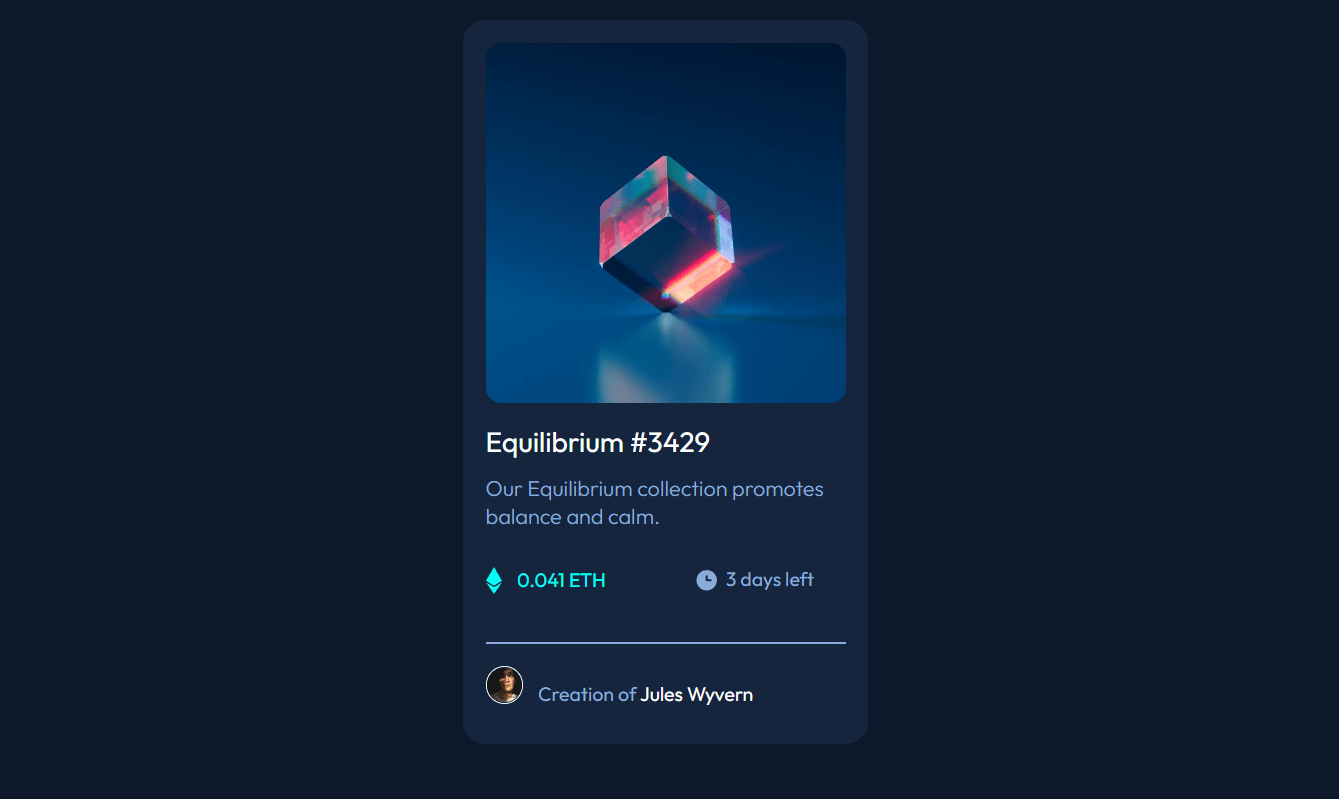 Equilibrium #3429
Our Equilibrium collection promotes
balance and calm.
0.041 ETH
3 days left
Creation of Jules Wyvern